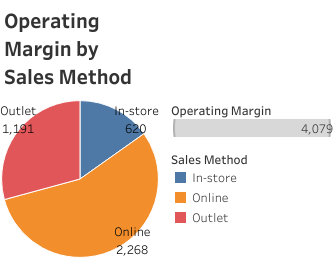 Operating
Margin by
Sales Method
Outlet
1,191
In-store
620
Online
2,268
Operating Margin
4,079
Sales Method
In-store
Online
Outlet